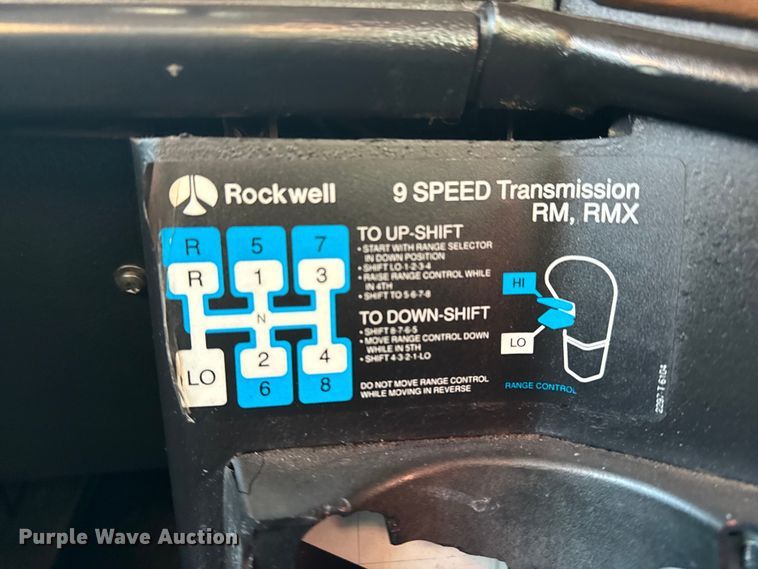 Rockwell
9 SPEED Transmission
RM, RMX
R 5 7
R 1 3
N
LO 2 4
6 8
TO UP-SHIFT
• START WITH RANGE SELECTOR
IN DOWN POSITION
• SHIFT LO-1-2-3-4
• RAISE RANGE CONTROL WHILE
IN 4TH
• SHIFT TO 5-6-7-8
TO DOWN-SHIFT
• SHIFT 8-7-6-5
• MOVE RANGE CONTROL DOWN
WHILE IN 5TH
• SHIFT 4-3-2-1-LO
DO NOT MOVE RANGE CONTROL
WHILE MOVING IN REVERSE
HI
LO
RANGE CONTROL
2297 T 6104
Purple Wave Auction